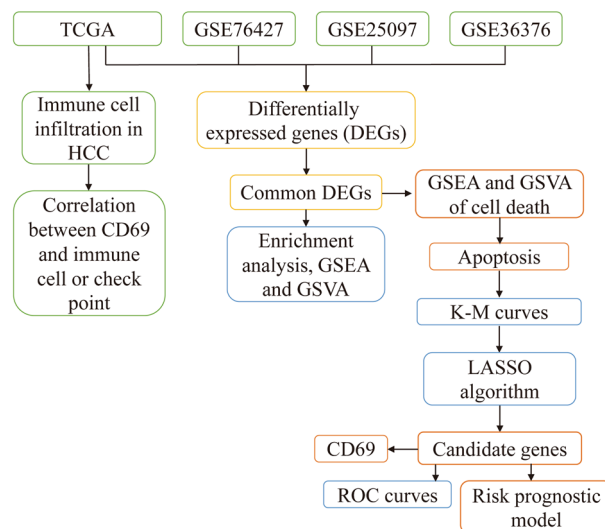 TCGA
GSE76427
GSE25097
GSE36376
Immune cell
infiltration in
HCC
Differentially
expressed genes (DEGs)
Common DEGs
GSEA and GSVA
of cell death
Correlation
between CD69
and immune
cell or check
point
Enrichment
analysis, GSEA
and GSVA
Apoptosis
K-M curves
LASSO
algorithm
CD69
Candidate genes
ROC curves
Risk prognostic
model